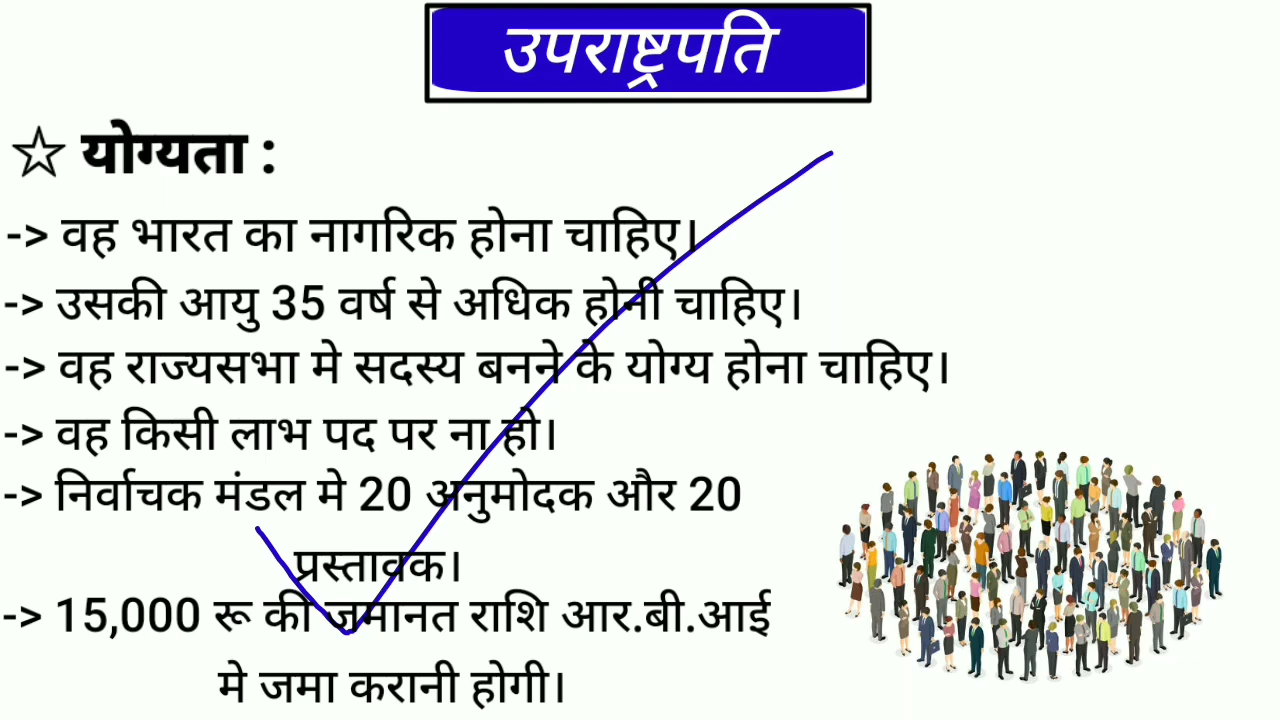 उपराष्ट्रपति
☆ योग्यता :
-> वह भारत का नागरिक होना चाहिए।
-> उसकी आयु 35 वर्ष से अधिक होनी चाहिए।
-> वह राज्यसभा मे सदस्य बनने के योग्य होना चाहिए।
-> वह किसी लाभ पद पर ना हो।
-> निर्वाचक मंडल मे 20 अनुमोदक और 20
प्रस्तावक।
-> 15,000 रू की जमानत राशि आर.बी.आई
मे जमा करानी होगी।